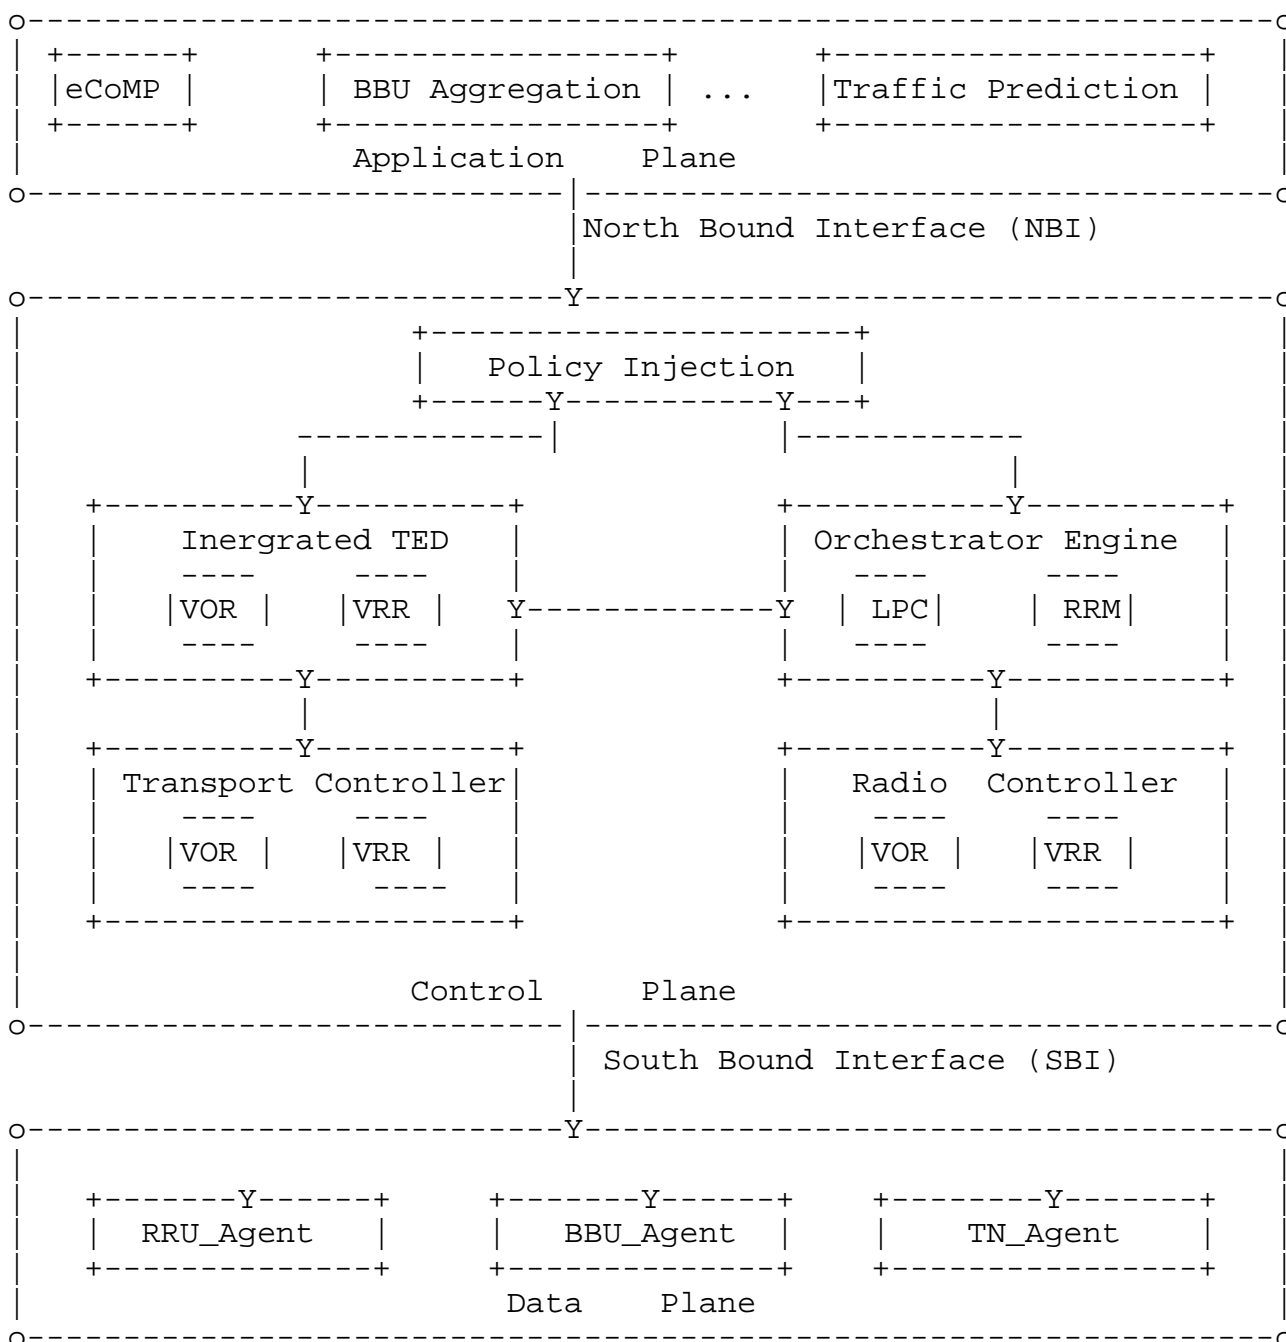 eCoMP BBU Aggregation ... Traffic Prediction
Application Plane
North Bound Interface (NBI)
Y
Policy Injection
Y Y
Y Y
Inergrated TED Orchestrator Engine
VOR VRR Y Y LPC RRM
Y Y
Y Y
Transport Controller Radio Controller
VOR VRR VOR VRR
Control Plane
South Bound Interface (SBI)
Y
Y Y Y
RRU_Agent BBU_Agent TN_Agent
Data Plane